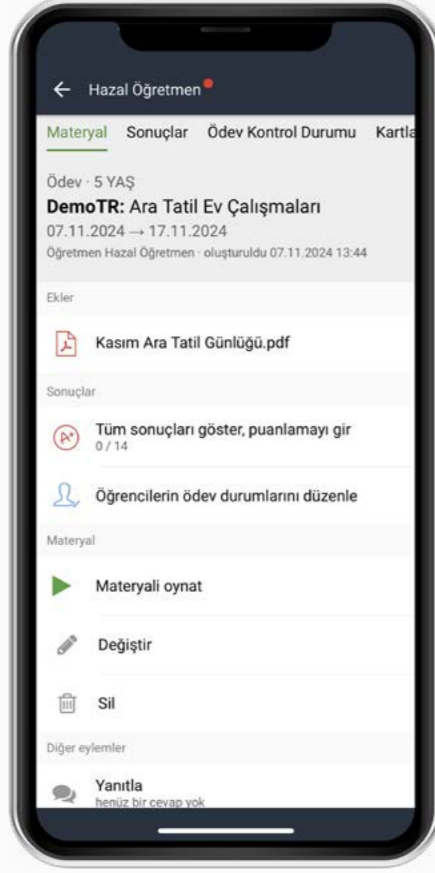 Hazal Öğretmen
Materyal Sonuçlar Ödev Kontrol Durumu Kartla
Ödev · 5 YAŞ
DemoTR: Ara Tatil Ev Çalışmaları
07.11.2024 → 17.11.2024
Öğretmen Hazal Öğretmen · oluşturuldu 07.11.2024 13:44
Ekler
Kasım Ara Tatil Günlüğü.pdf
Sonuçlar
A+
Tüm sonuçları göster, puanlamayı gir
0 / 14
Öğrencilerin ödev durumlarını düzenle
Materyal
Materyali oynat
Değiştir
Sil
Diğer eylemler
Yanıtla
henüz bir cevap yok